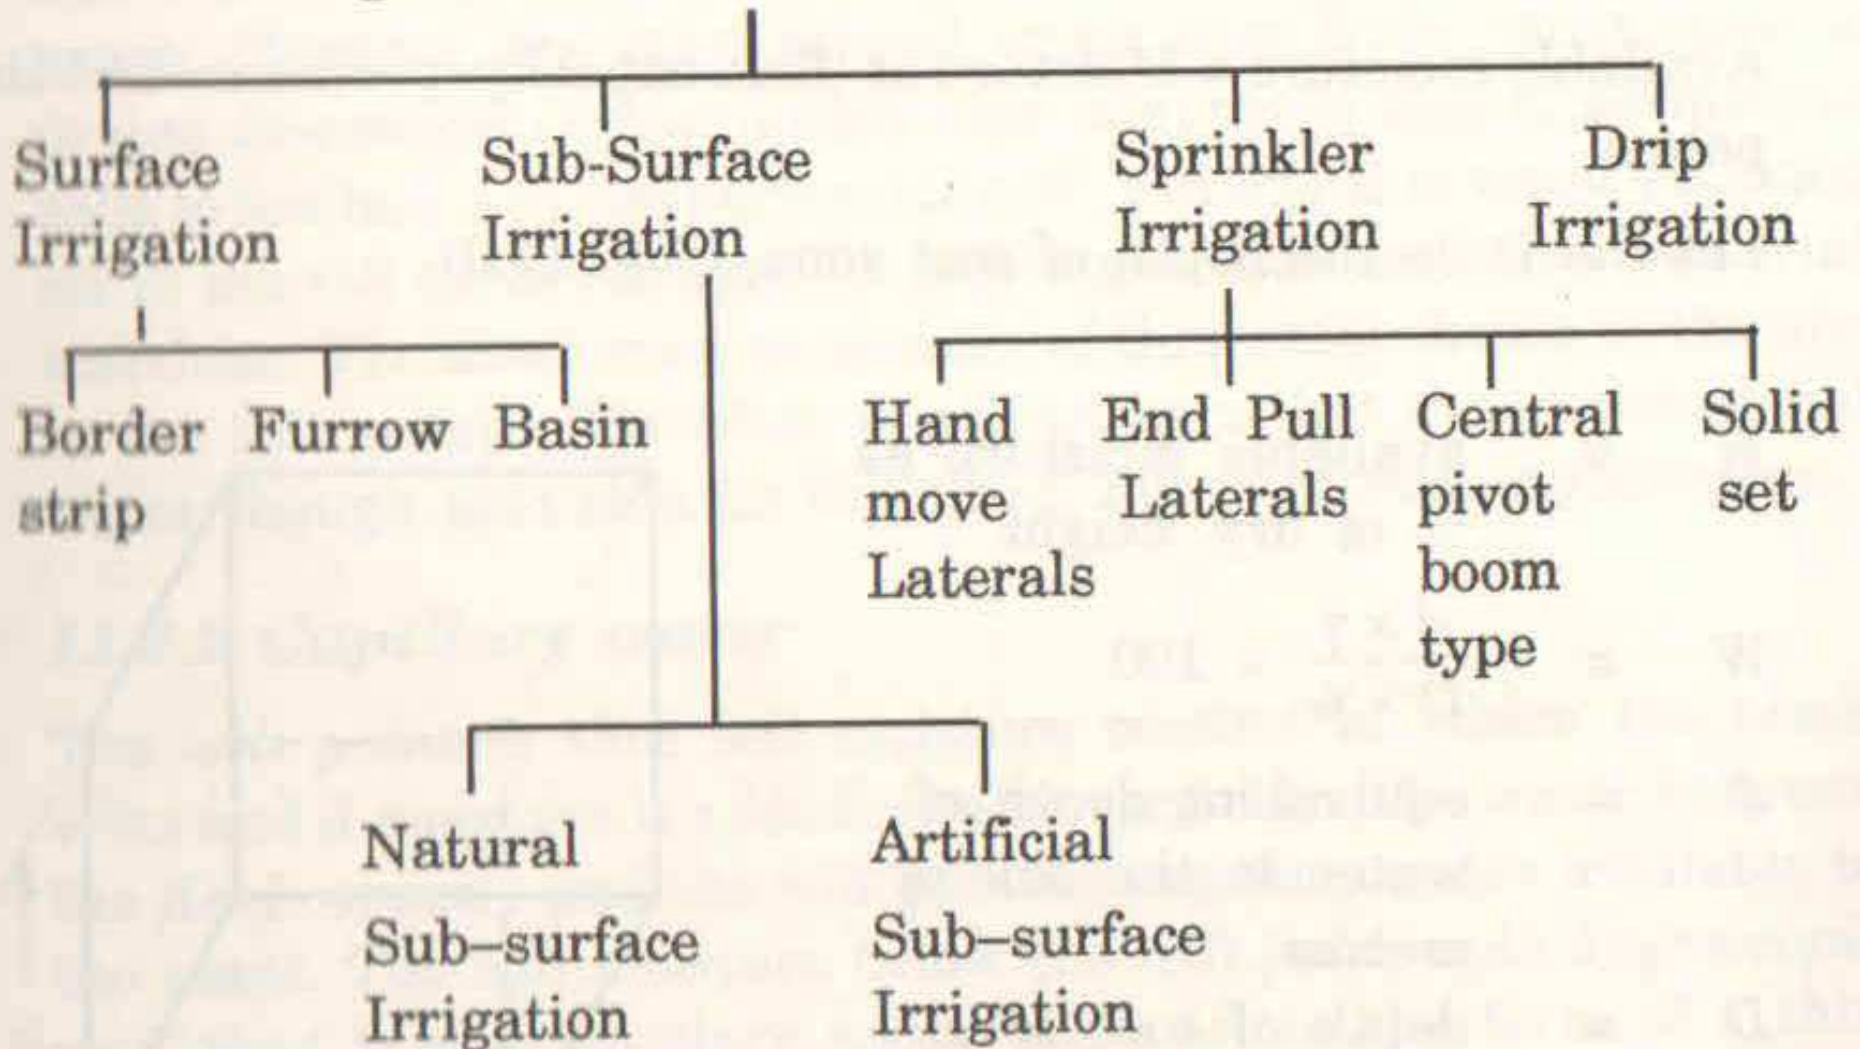 Surface
Irrigation
Sub-Surface
Irrigation
Sprinkler
Irrigation
Drip
Irrigation
Border
strip
Furrow
Basin
Hand
move
Laterals
End Pull
Laterals
Central
pivot
boom
type
Solid
set
Natural
Sub–surface
Irrigation
Artificial
Sub–surface
Irrigation